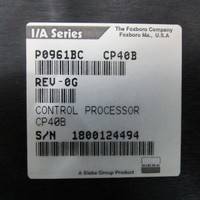 I/A Series
The Foxboro Company
Foxboro Ma., U.S.A
P0961BC CP40B
REV-0G
CONTROL PROCESSOR
CP40B
S/N 1800124494
A Siebe Group Product